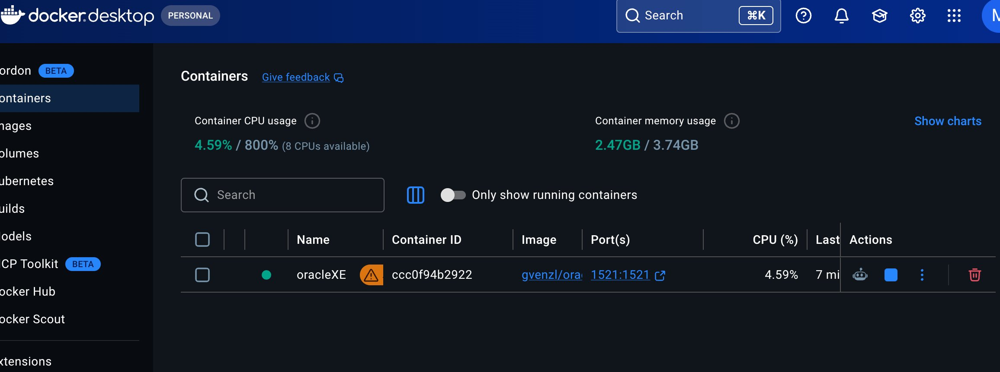 docker desktop PERSONAL
Search ⌘K
M
ordon BETA
ontainers
nages
olumes
ubernetes
uilds
odels
CP Toolkit BETA
ocker Hub
ocker Scout
xtensions
Containers Give feedback
Container CPU usage
4.59% / 800% (8 CPUs available)
Container memory usage
2.47GB / 3.74GB
Show charts
Search
Only show running containers
Name Container ID Image Port(s) CPU (%) Last Actions
oracleXE ccc0f94b2922 gvenzl/ora 1521:1521 4.59% 7 mi